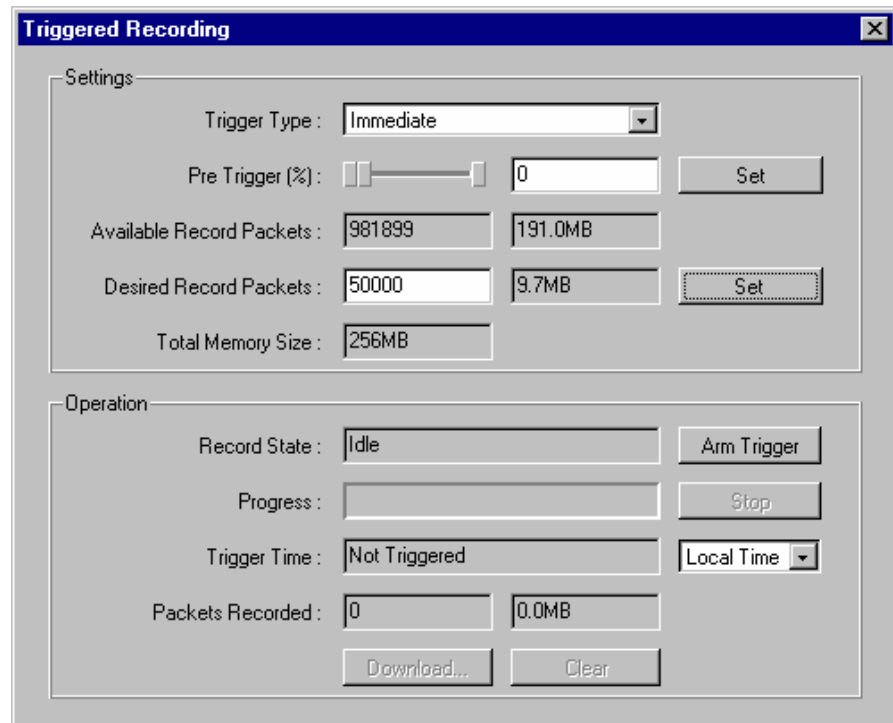 Triggered Recording
Settings
Trigger Type : Immediate
Pre Trigger (%) : 0 Set
Available Record Packets : 981899 191.0MB
Desired Record Packets : 50000 9.7MB Set
Total Memory Size : 256MB
Operation
Record State : Idle Arm Trigger
Progress : Stop
Trigger Time : Not Triggered Local Time
Packets Recorded : 0 0.0MB
Download... Clear